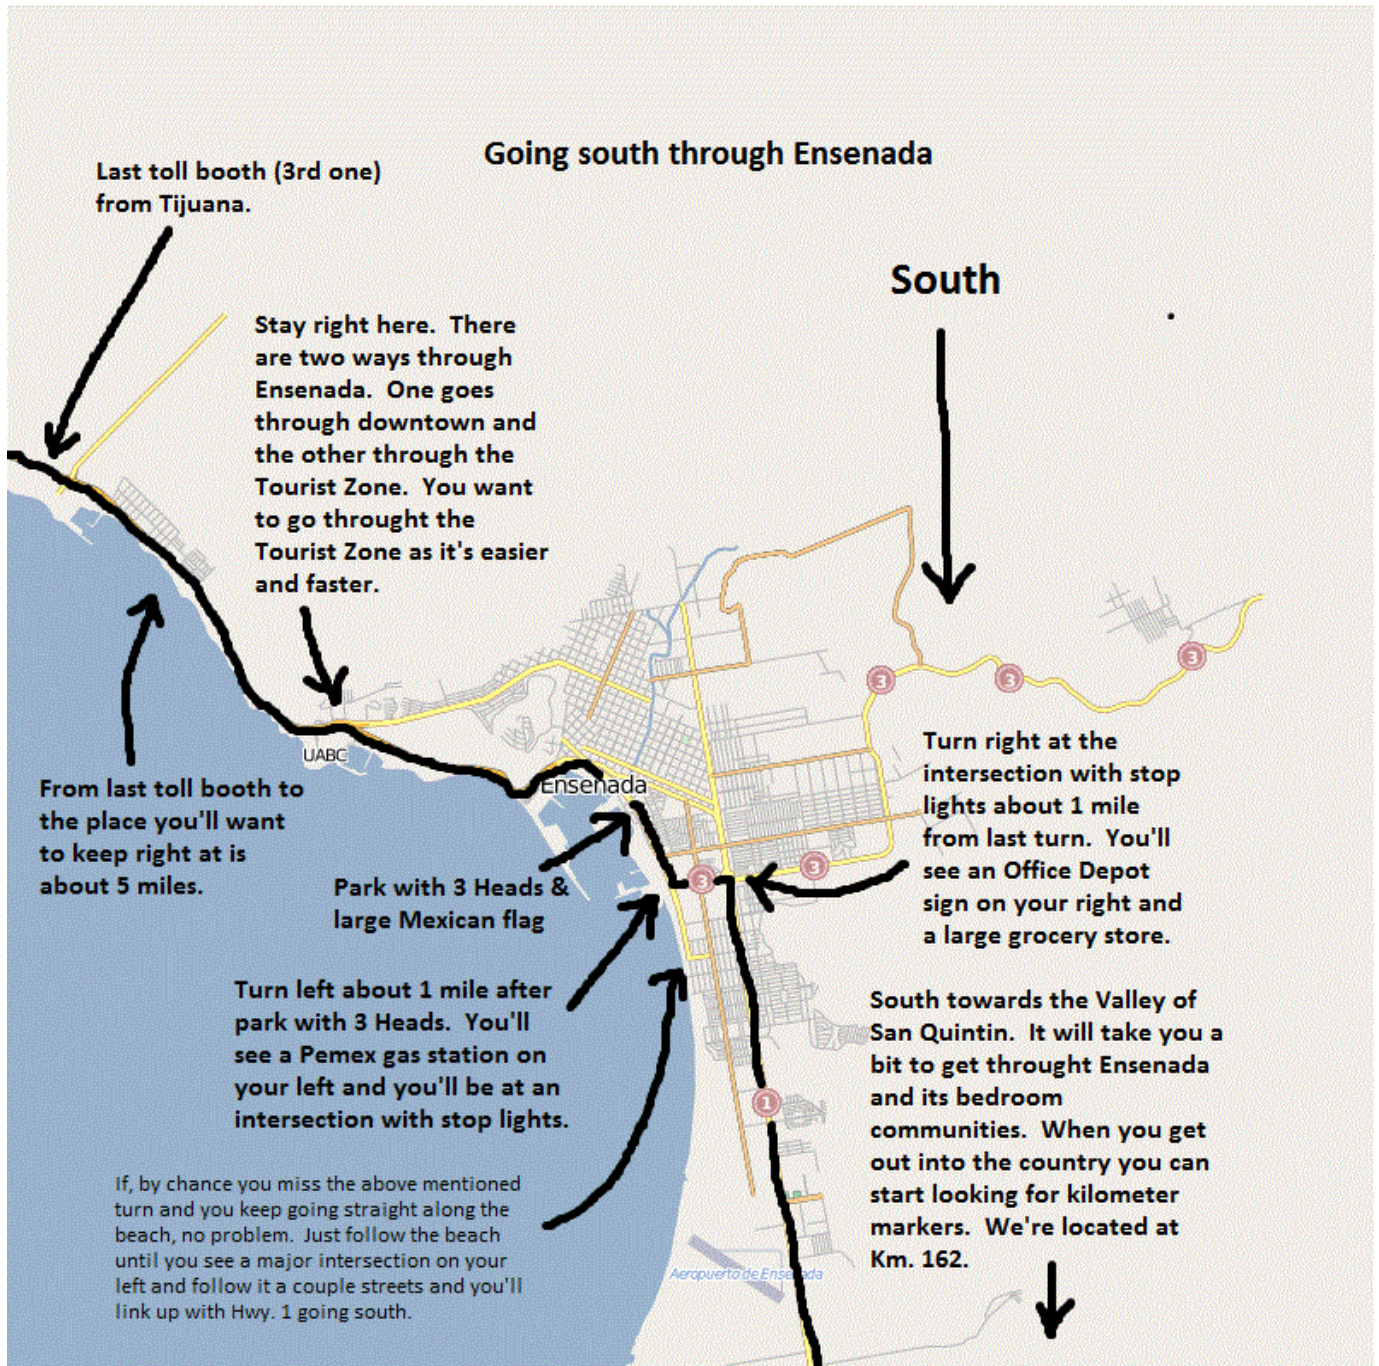 Going south through Ensenada
Last toll booth (3rd one)
from Tijuana.
South
Stay right here.  There
are two ways through
Ensenada.  One goes
through downtown and
the other through the
Tourist Zone.  You want
to go throught the
Tourist Zone as it's easier
and faster.
3
3
3
UABC
Ensenada
From last toll booth to
the place you'll want
to keep right at is
about 5 miles.
Turn right at the
intersection with stop
lights about 1 mile
from last turn.  You'll
see an Office Depot
sign on your right and
a large grocery store.
3
3
Park with 3 Heads &
large Mexican flag
Turn left about 1 mile after
park with 3 Heads.  You'll
see a Pemex gas station on
your left and you'll be at an
intersection with stop lights.
South towards the Valley of
San Quintin.  It will take you a
bit to get throught Ensenada
and its bedroom
communities.  When you get
out into the country you can
start looking for kilometer
markers.  We're located at
Km. 162.
1
If, by chance you miss the above mentioned
turn and you keep going straight along the
beach, no problem.  Just follow the beach
until you see a major intersection on your
left and follow it a couple streets and you'll
link up with Hwy. 1 going south.
Aeropuerto de Ensenada